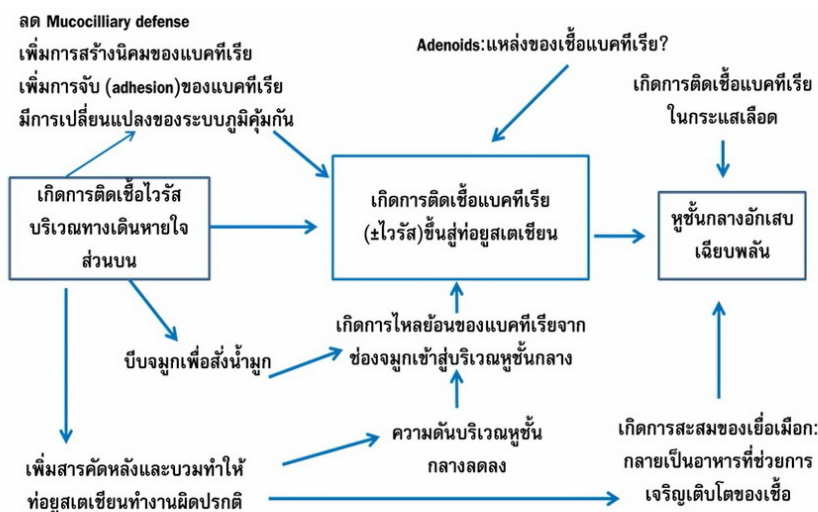 ลด Mucocilliary defense
เพิ่มการสร้างนิคมของแบคทีเรีย
เพิ่มการจับ (adhesion)ของแบคทีเรีย
มีการเปลี่ยนแปลงของระบบภูมิคุ้มกัน
Adenoids:แหล่งของเชื้อแบคทีเรีย?
เกิดการติดเชื้อแบคทีเรีย
ในกระแสเลือด
เกิดการติดเชื้อไวรัส
บริเวณทางเดินหายใจ
ส่วนบน
เกิดการติดเชื้อแบคทีเรีย
(±ไวรัส)ขึ้นสู่ท่อยูสเตเชียน
หูชั้นกลางอักเสบ
เฉียบพลัน
บีบจมูกเพื่อสั่งน้ำมูก
เกิดการไหลย้อนของแบคทีเรียจาก
ช่องจมูกเข้าสู่บริเวณหูชั้นกลาง
ความดันบริเวณหูชั้น
กลางลดลง
เพิ่มสารคัดหลั่งและบวมทำให้
ท่อยูสเตเชียนทำงานผิดปรกติ
เกิดการสะสมของเยื่อเมือก:
กลายเป็นอาหารที่ช่วยการ
เจริญเติบโตของเชื้อ